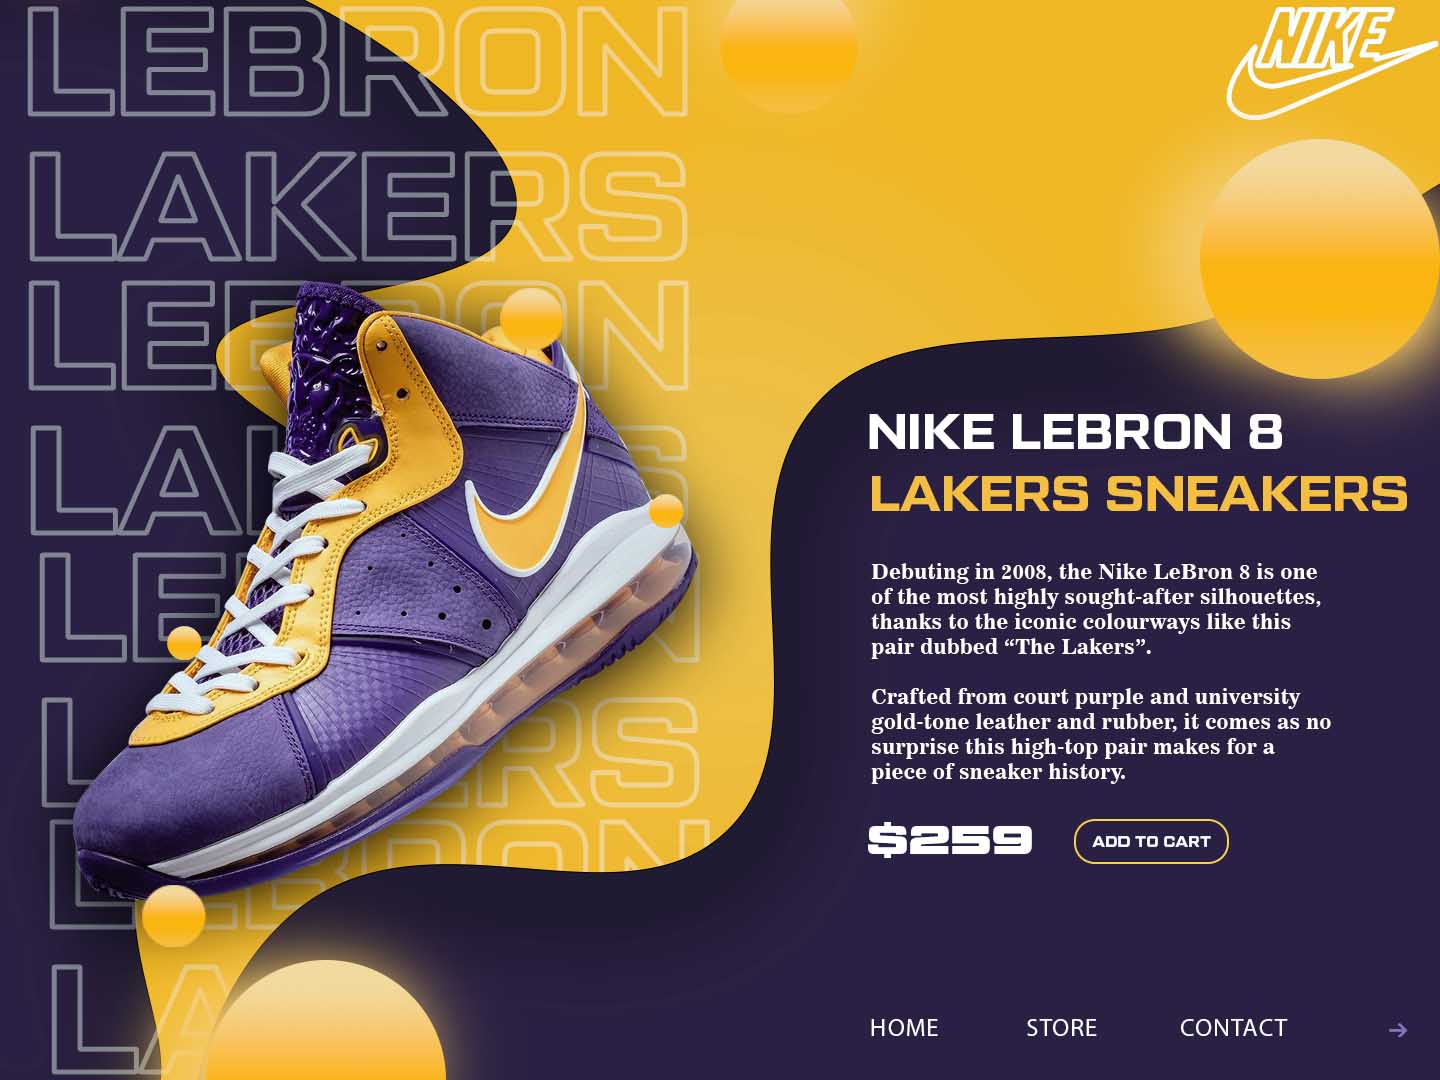 LEBRON
LAKERS
LEBRON
LA S
LE N
L ERS
LEBRON
LA
NIKE
NIKE LEBRON 8
LAKERS SNEAKERS
Debuting in 2008, the Nike LeBron 8 is one
of the most highly sought-after silhouettes,
thanks to the iconic colourways like this
pair dubbed “The Lakers”.
Crafted from court purple and university
gold-tone leather and rubber, it comes as no
surprise this high-top pair makes for a
piece of sneaker history.
$259
ADD TO CART
HOME
STORE
CONTACT